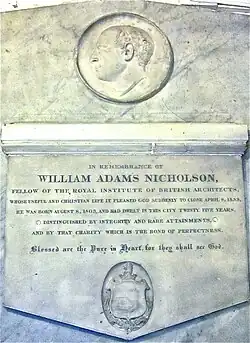 IN REMEMBRANCE OF
WILLIAM ADAMS NICHOLSON,
FELLOW OF THE ROYAL INSTITUTE OF BRITISH ARCHITECTS,
WHOSE USEFUL AND CHRISTIAN LIFE IT PLEASED GOD SUDDENLY TO CLOSE APRIL 8, 1853,
HE WAS BORN AUGUST 8, 1803, AND HAD DWELT IN THIS CITY TWENTY FIVE YEARS,
DISTINGUISHED BY INTEGRITY AND RARE ATTAINMENTS,
AND BY THAT CHARITY WHICH IS THE BOND OF PERFECTNESS.
Blessed are the Pure in Heart, for they shall see God.